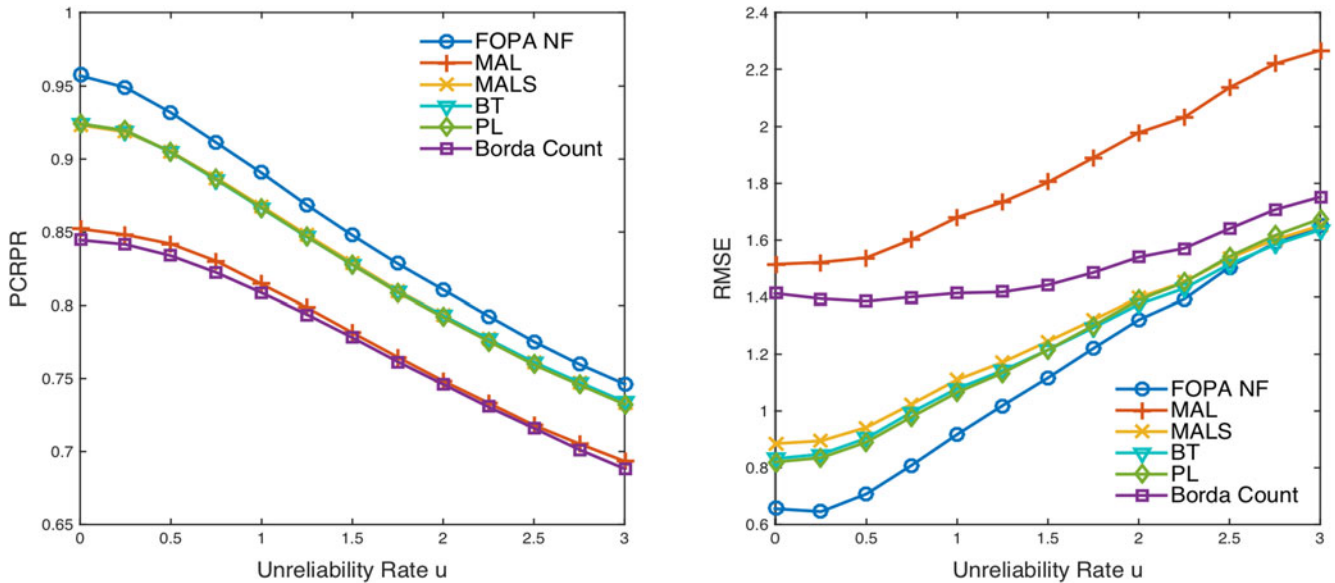 1
0.95
0.9
0.85
0.8
0.75
0.7
0.65
PCRPR
FOPA NF
MAL
MALS
BT
PL
Borda Count
0 0.5 1 1.5 2 2.5 3
Unreliability Rate u
2.4
2.2
2
1.8
1.6
1.4
1.2
1
0.8
0.6
RMSE
FOPA NF
MAL
MALS
BT
PL
Borda Count
0 0.5 1 1.5 2 2.5 3
Unreliability Rate u